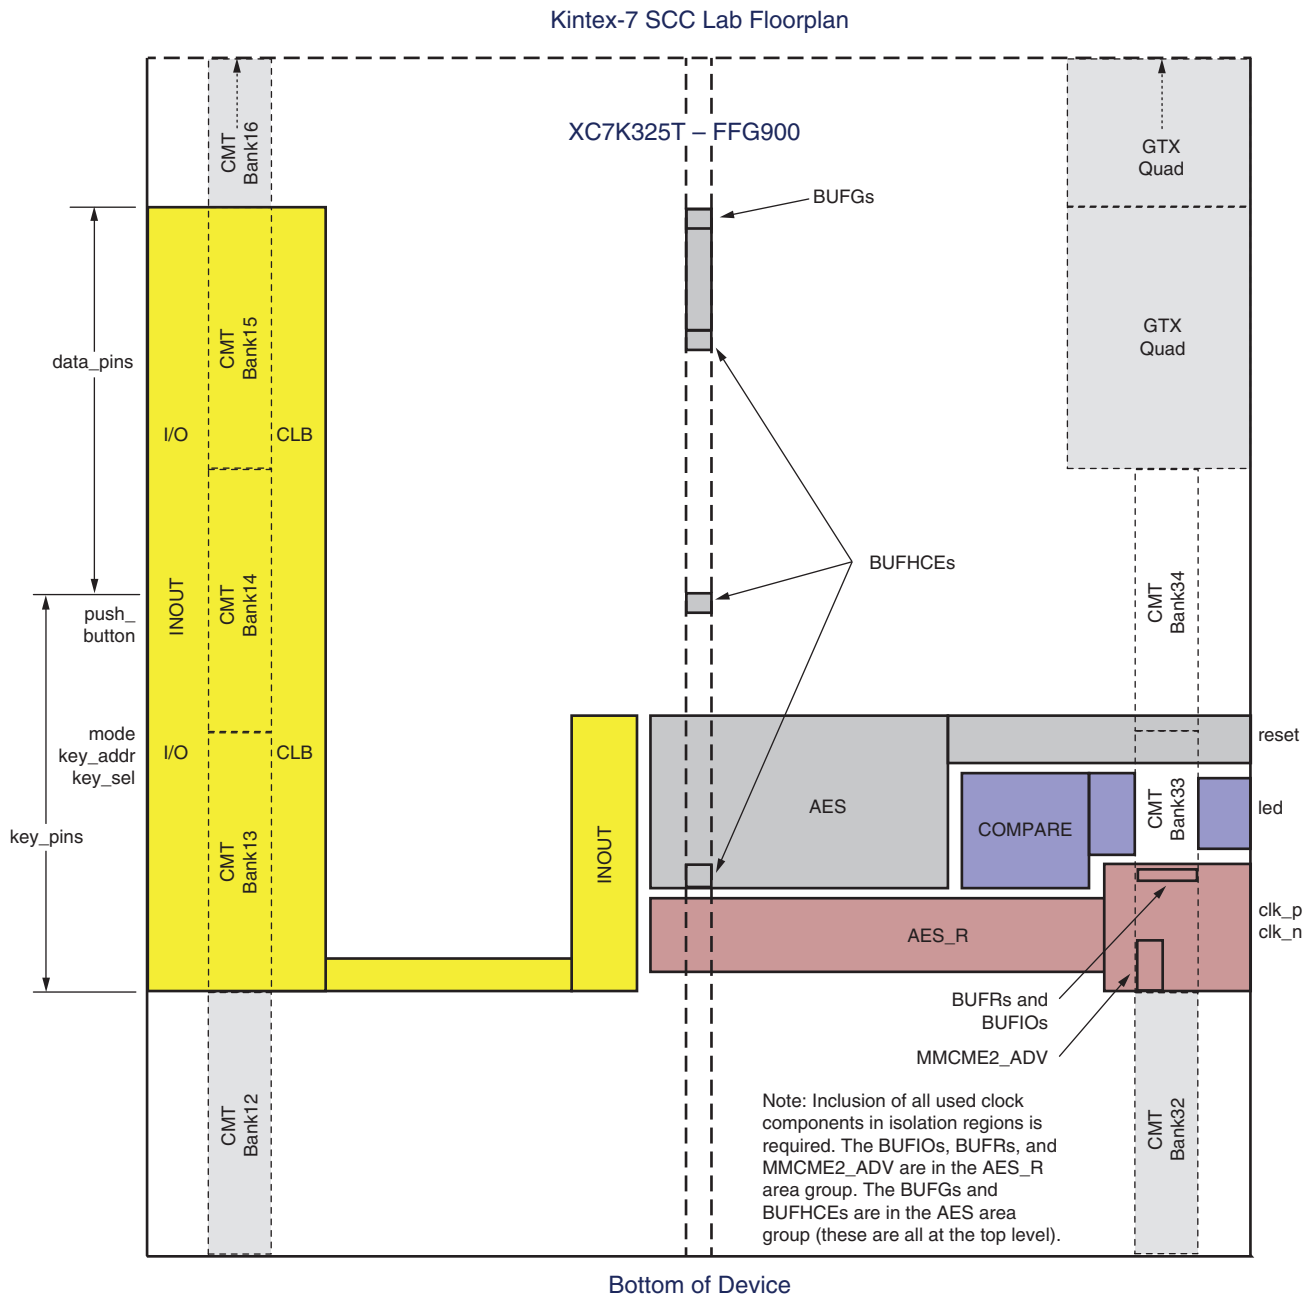 Kintex-7 SCC Lab Floorplan
XC7K325T – FFG900
CMT
Bank16
GTX
Quad
BUFGs
CMT
Bank15
GTX
Quad
data_pins
I/O
CLB
BUFHCEs
INOUT
CMT
Bank14
CMT
Bank34
push_
button
mode
key_addr
key_sel
I/O
CLB
reset
key_pins
CMT
Bank13
INOUT
AES
COMPARE
CMT
Bank33
led
AES_R
clk_p
clk_n
BUFRs and
BUFIOs
MMCME2_ADV
CMT
Bank12
CMT
Bank32
Note: Inclusion of all used clock
components in isolation regions is
required. The BUFIOs, BUFRs, and
MMCME2_ADV are in the AES_R
area group. The BUFGs and
BUFHCEs are in the AES area
group (these are all at the top level).
Bottom of Device